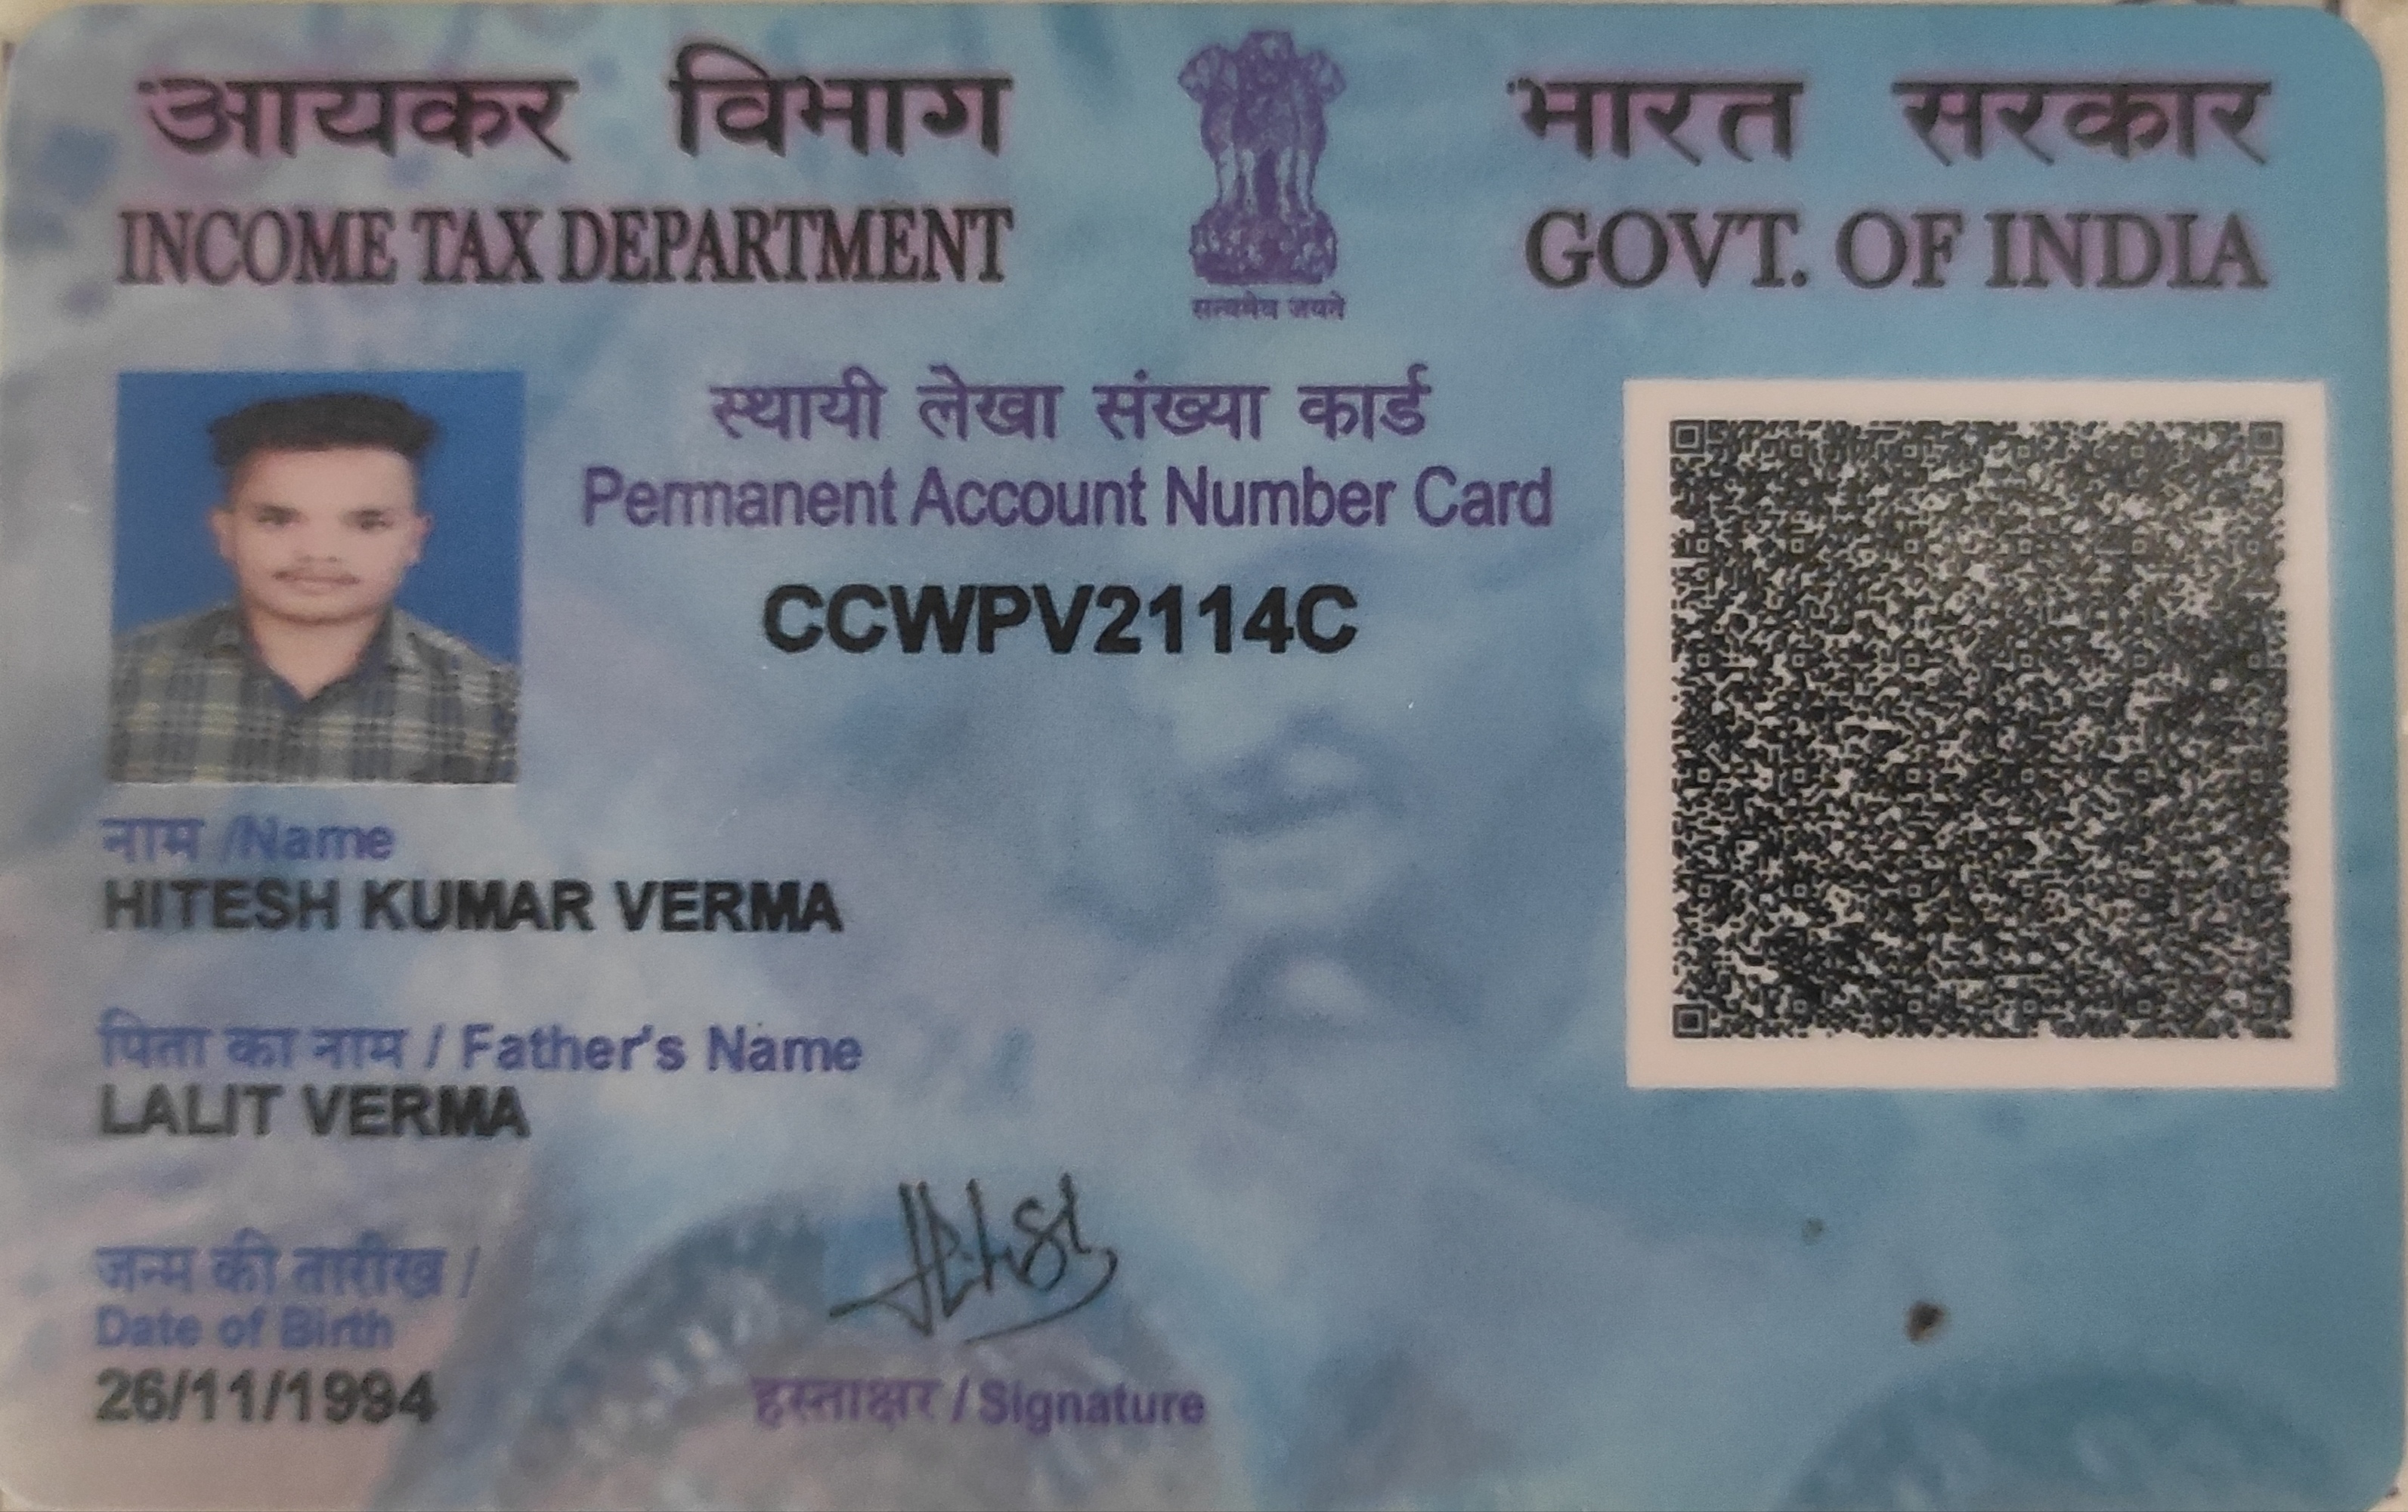 आयकर विभाग
INCOME TAX DEPARTMENT
सत्यमेव जयते
भारत सरकार
GOVT. OF INDIA
स्थायी लेखा संख्या कार्ड
Permanent Account Number Card
CCWPV2114C
नाम /Name
HITESH KUMAR VERMA
पिता का नाम / Father's Name
LALIT VERMA
जन्म की तारीख /
Date of Birth
26/11/1994
हस्ताक्षर / Signature